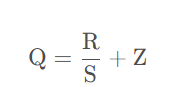 Q = R/S + Z